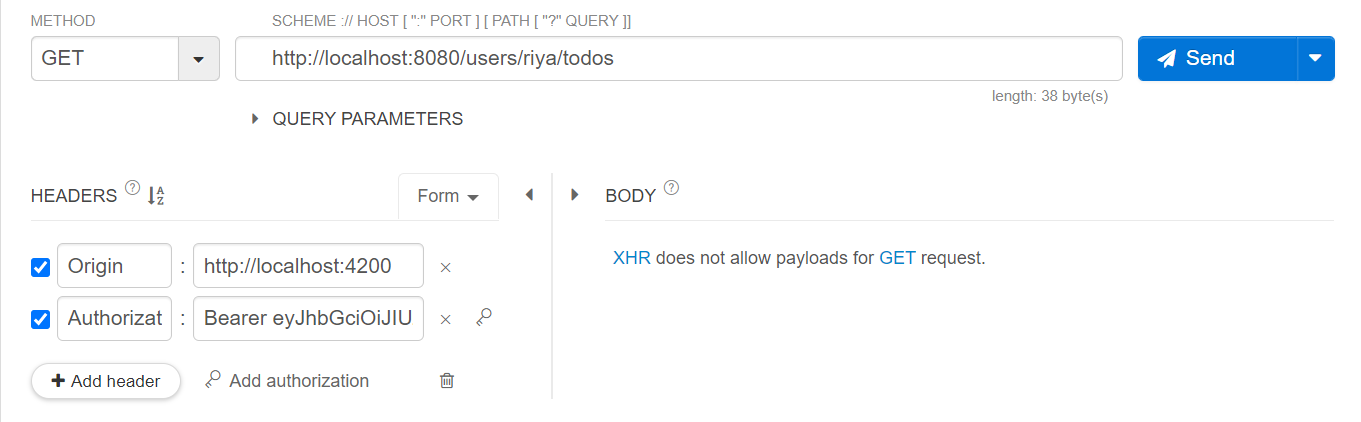 METHOD
SCHEME :// HOST [ ":" PORT ] [ PATH [ "?" QUERY ]]
GET
http://localhost:8080/users/riya/todos
Send
length: 38 byte(s)
QUERY PARAMETERS
HEADERS ? A Z
Form
BODY ?
Origin : http://localhost:4200 ×
XHR does not allow payloads for GET request.
Authorizat : Bearer eyJhbGciOiJIU ×
+ Add header
Add authorization